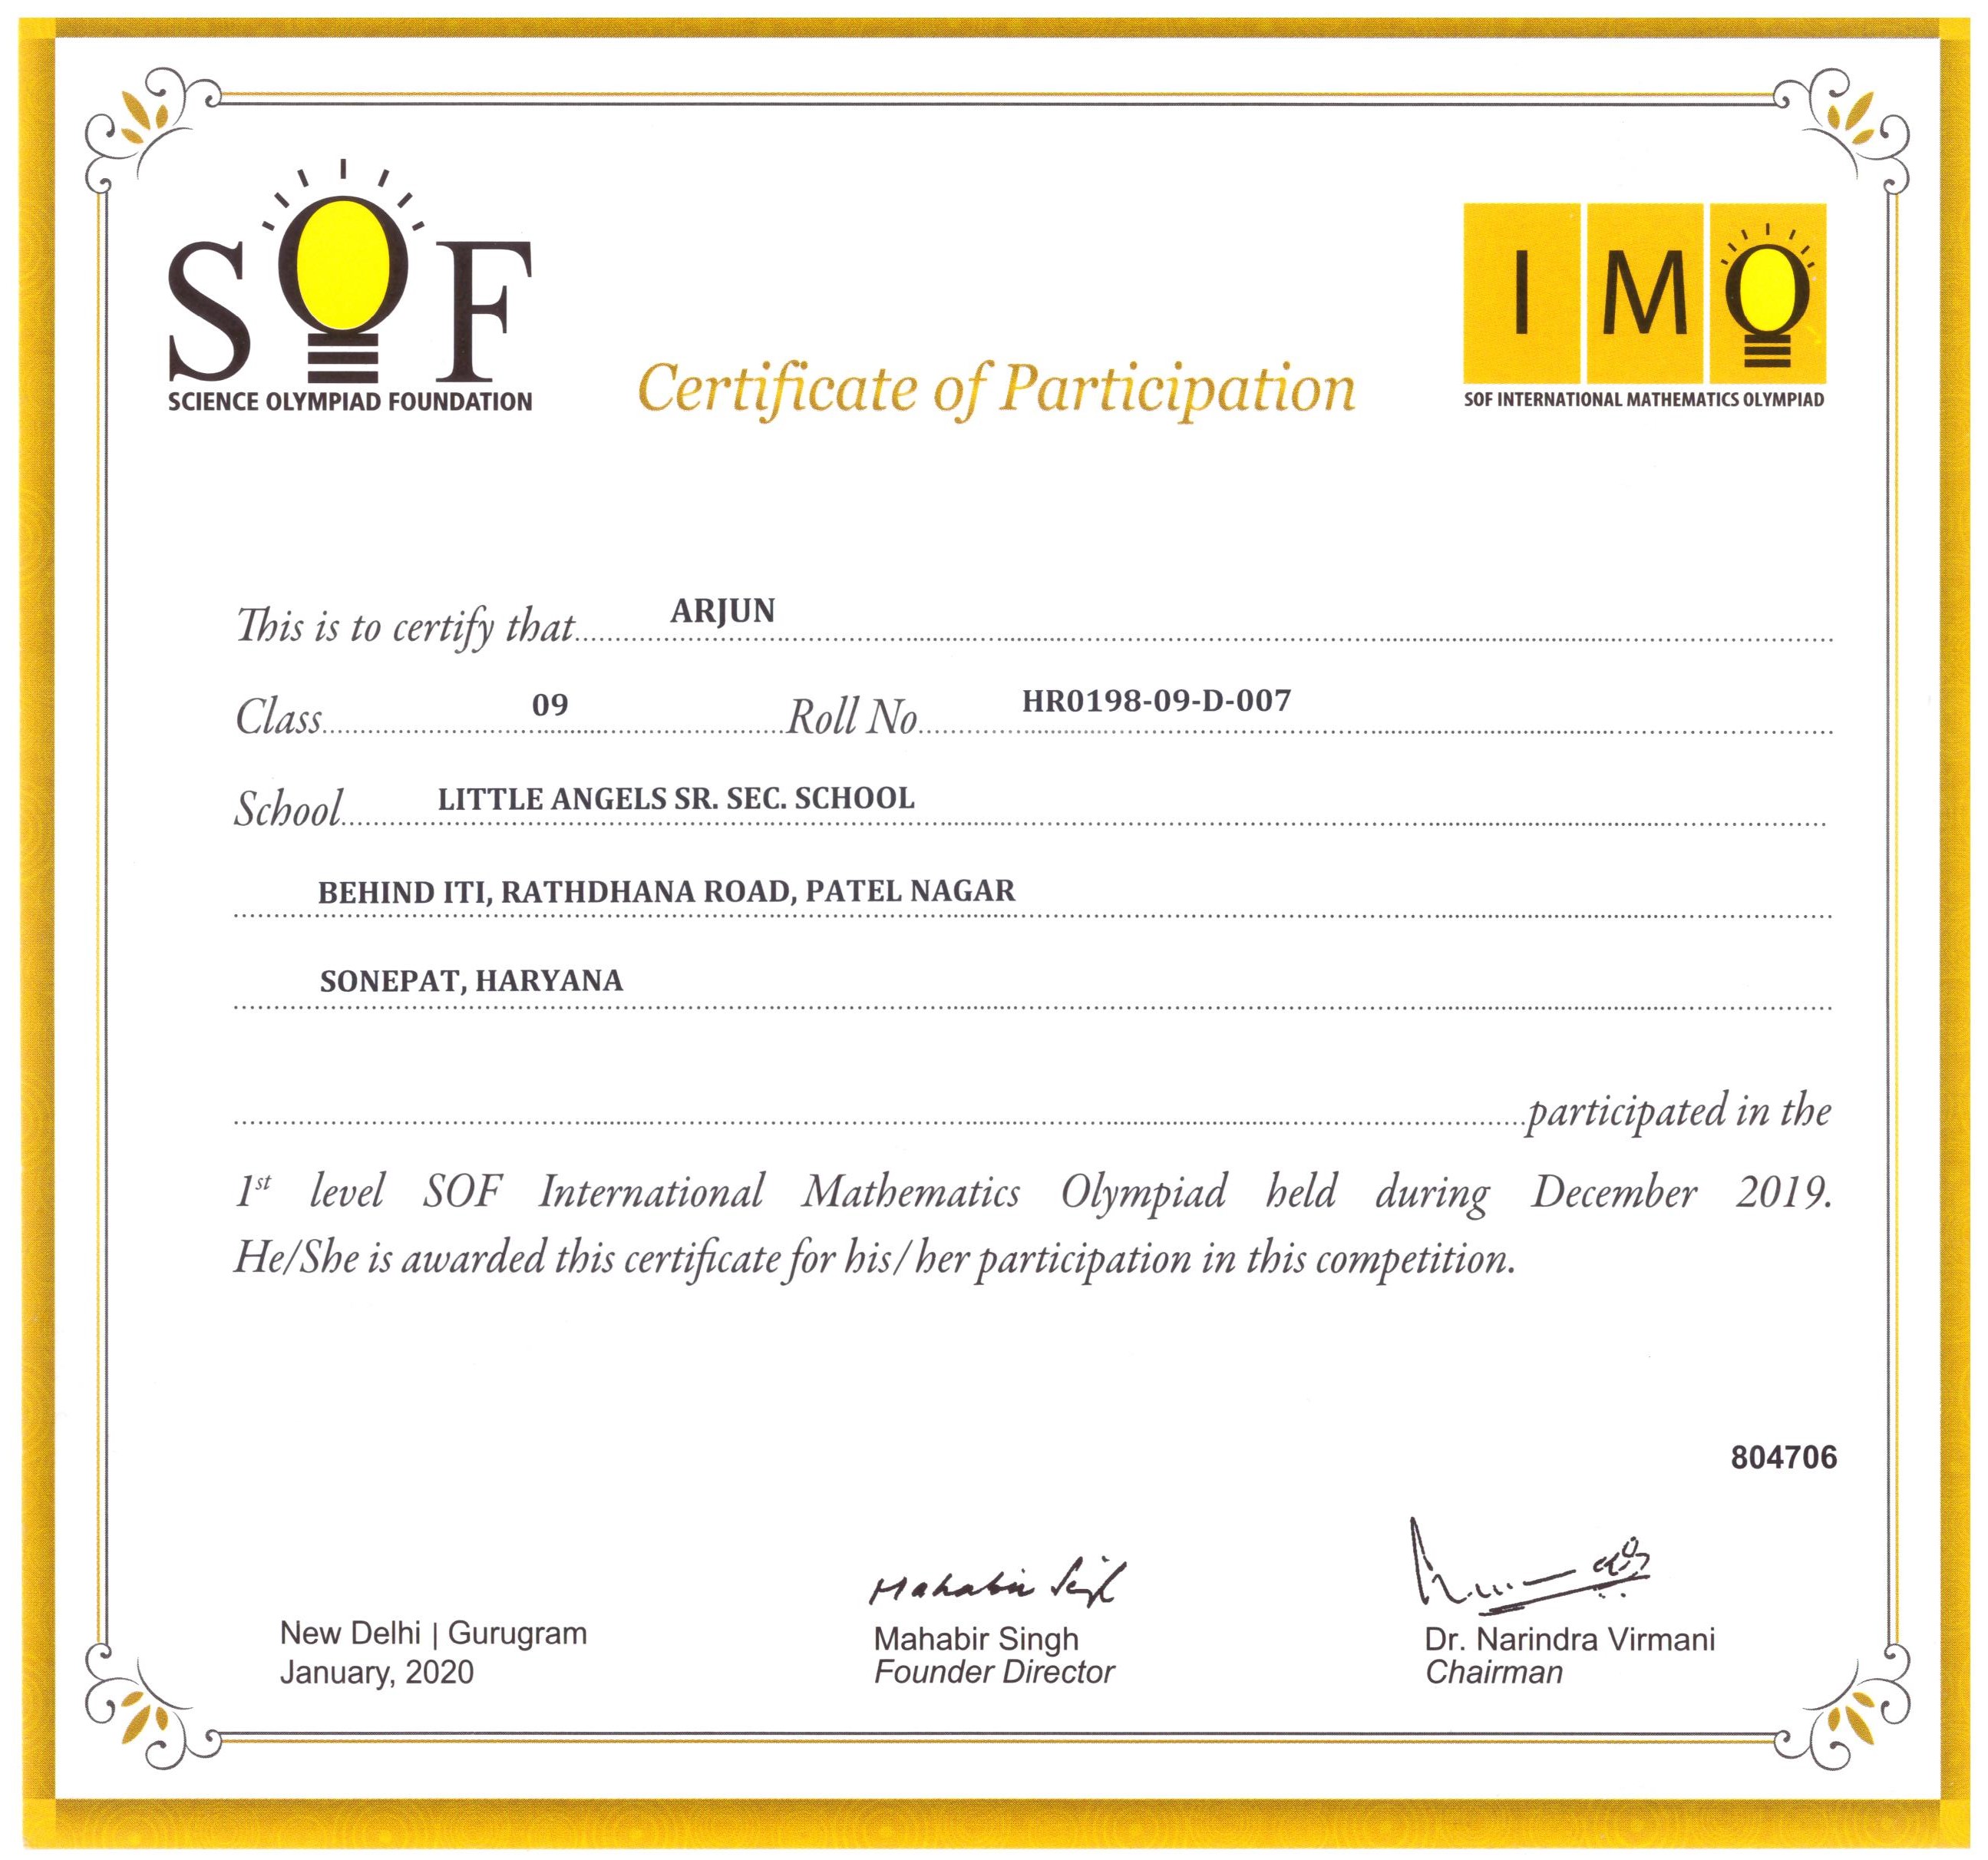 SOF
SCIENCE OLYMPIAD FOUNDATION
Certificate of Participation
IMO
SOF INTERNATIONAL MATHEMATICS OLYMPIAD
This is to certify that ARJUN
Class 09 Roll No HR0198-09-D-007
School LITTLE ANGELS SR. SEC. SCHOOL
BEHIND ITI, RATHDHANA ROAD, PATEL NAGAR
SONEPAT, HARYANA
participated in the
1st level SOF International Mathematics Olympiad held during December 2019.
He/She is awarded this certificate for his/her participation in this competition.
804706
Mahabir Singh
New Delhi | Gurugram
January, 2020
Mahabir Singh
Founder Director
Dr. Narindra Virmani
Chairman